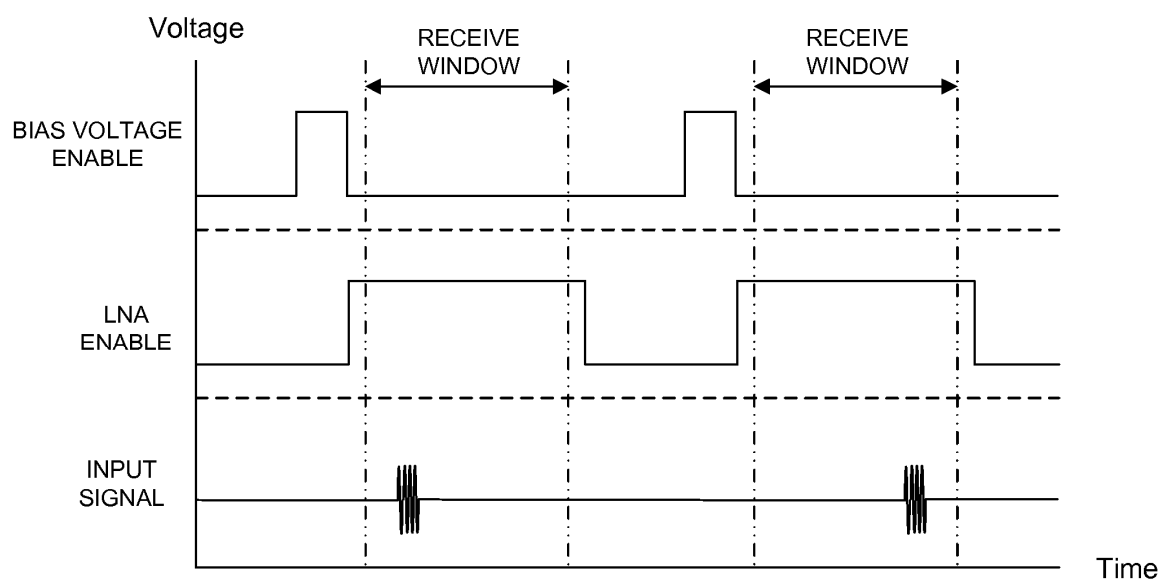 Voltage
RECEIVE
WINDOW
RECEIVE
WINDOW
BIAS VOLTAGE
ENABLE
LNA
ENABLE
INPUT
SIGNAL
Time